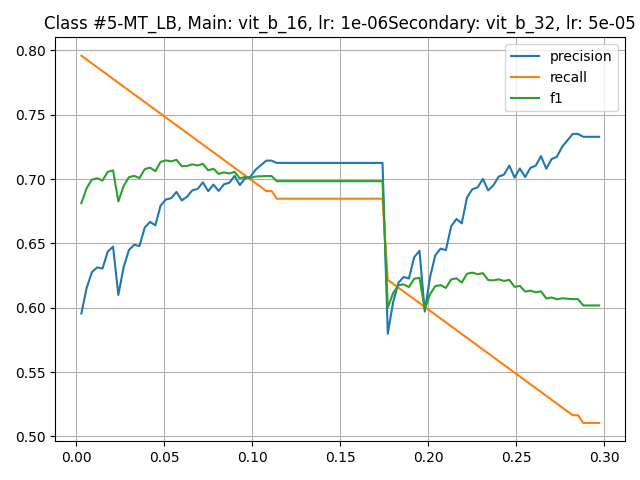 Class #5-MT_LB, Main: vit_b_16, lr: 1e-06Secondary: vit_b_32, lr: 5e-05
precision
recall
f1
0.80
0.75
0.70
0.65
0.60
0.55
0.50
0.00 0.05 0.10 0.15 0.20 0.25 0.30